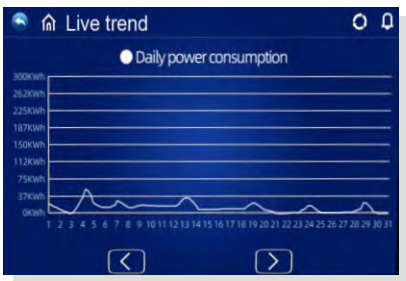 Live trend
Daily power consumption
300KWh
262KWh
225KWh
187KWh
150KWh
112KWh
75KWh
37KWh
0KWh
1 2 3 4 5 6 7 8 9 10 11 12 13 14 15 16 17 18 19 20 21 22 23 24 25 26 27 28 29 30 31